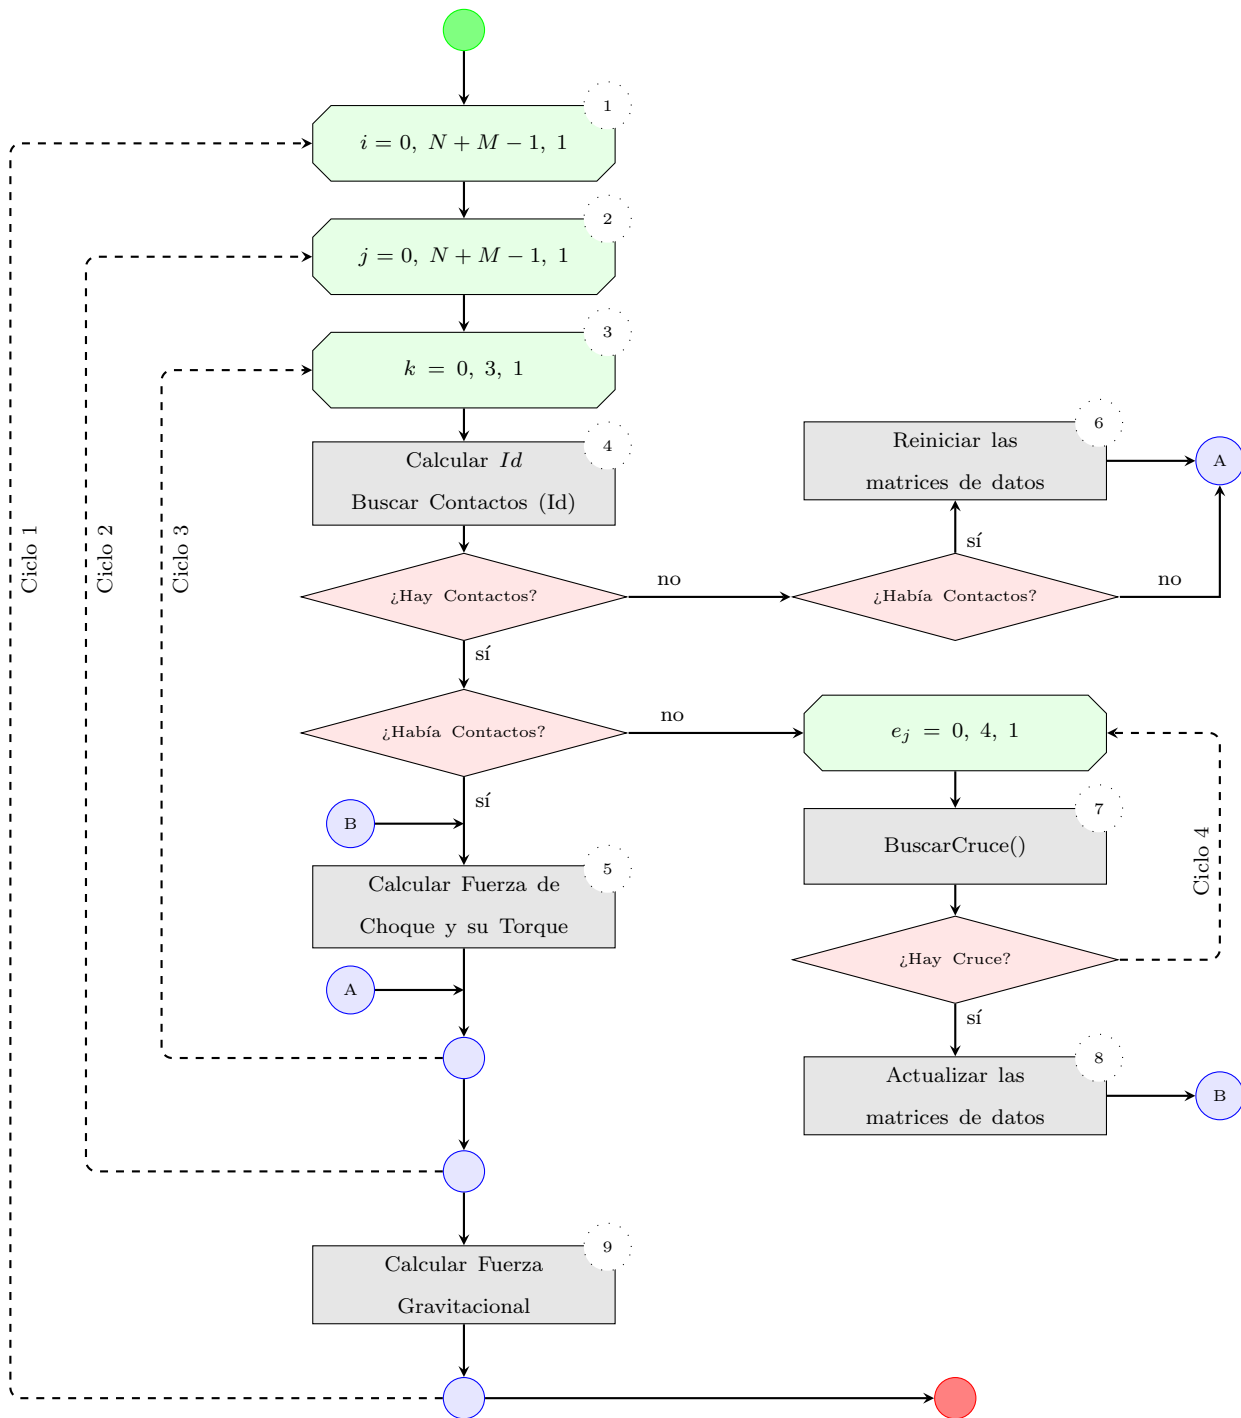 1
i = 0, N + M − 1, 1
2
j = 0, N + M − 1, 1
3
k = 0, 3, 1
4
Calcular Id
Buscar Contactos (Id)
6
Reiniciar las
matrices de datos
A
sí
¿Hay Contactos?
no
¿Había Contactos?
no
sí
¿Había Contactos?
no
e_j = 0, 4, 1
sí
B
7
BuscarCruce()
5
Calcular Fuerza de
Choque y su Torque
¿Hay Cruce?
sí
A
8
Actualizar las
matrices de datos
B
9
Calcular Fuerza
Gravitacional
Ciclo 1
Ciclo 2
Ciclo 3
Ciclo 4